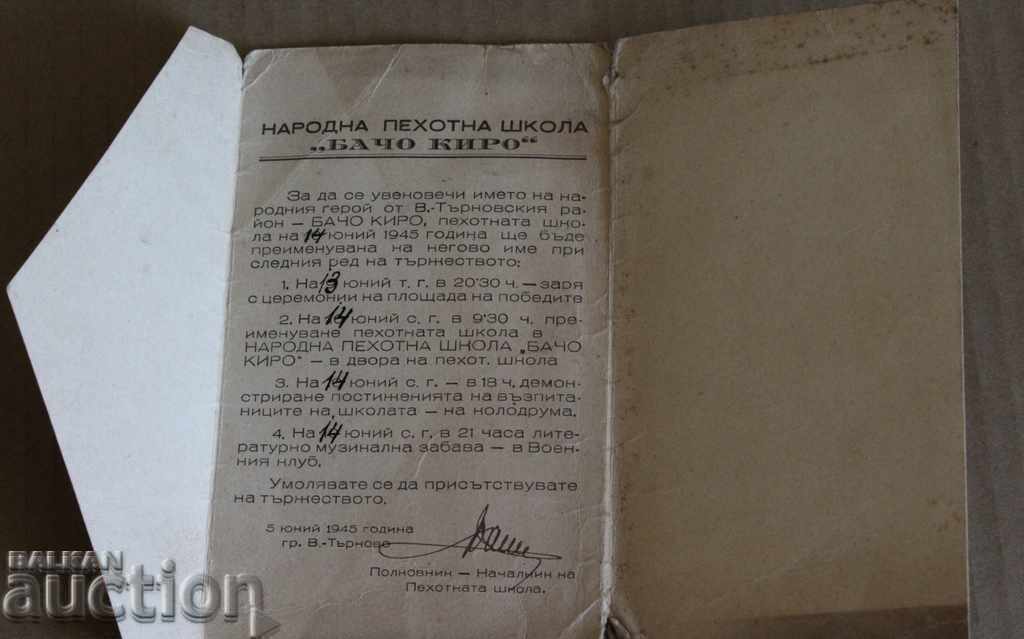 НАРОДНА ПЕХОТНА ШКОЛА
„БАЧО КИРО“
За да се увековечи името на на-
родния герой от В.-Търновския ра-
йон – БАЧО КИРО, пехотната шко-
ла на 14 юний 1945 година ще бъде
преименувана на негово име при
следния ред на тържеството:
1. На 13 юний т. г. в 20'30 ч. – заря
с церемонии на площада на победите
2. На 14 юний с. г. в 9'30 ч. пре-
именуване пехотната школа в
НАРОДНА ПЕХОТНА ШКОЛА „БАЧО
КИРО“ – в двора на пехот. школа
3. На 14 юний с. г. – в 18 ч. демон-
стриране постиженията на възпита-
ниците на школата – на колодрума.
4. На 14 юний с. г. в 21 часа лите-
ратурно музикална забава – в Воен-
ния клуб.
Умолявате се да присътствувате
на тържеството.
5 юний 1945 година
гр. В.-Търново
Полковник – Началник на
Пехотната школа.
BALKAN
auction